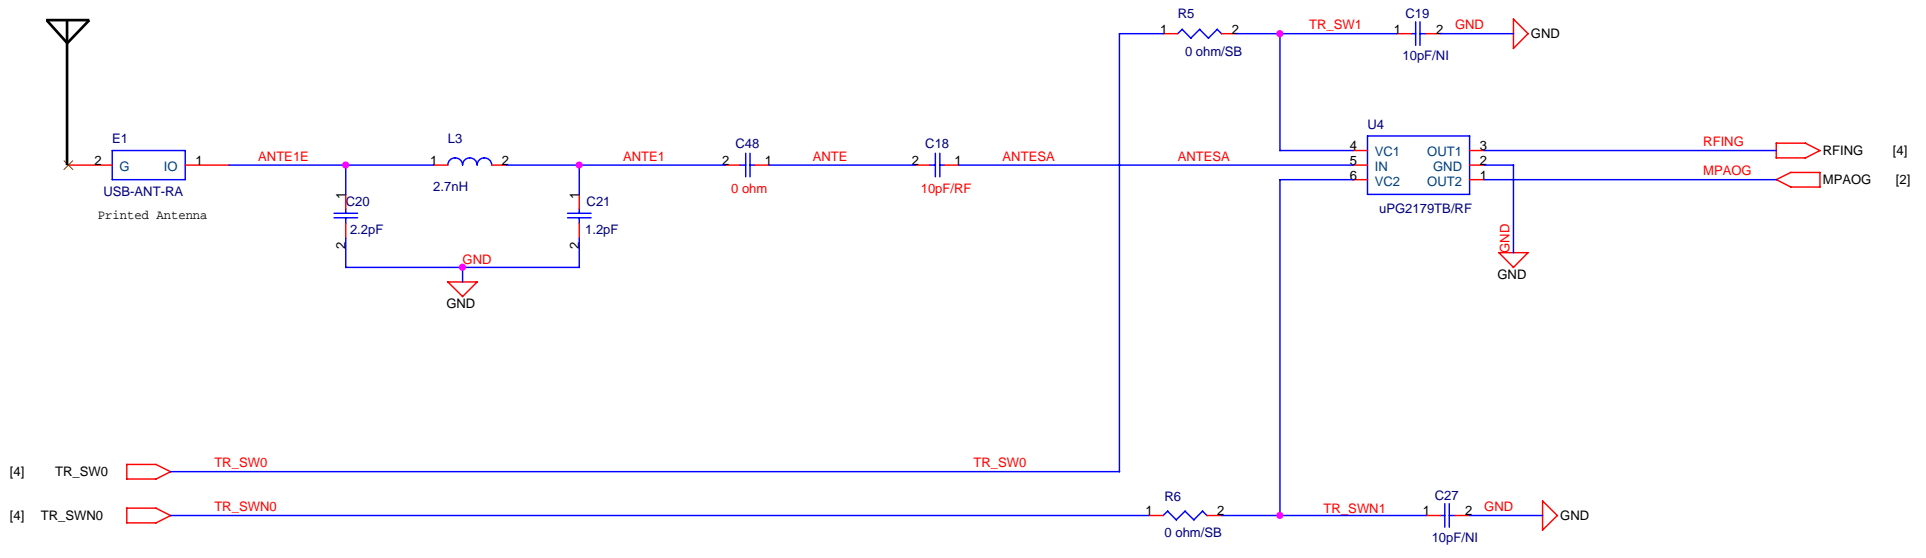 R5
1 2
0 ohm/SB
TR_SW1
C19
1 2
10pF/NI
GND
GND
E1
2 G IO 1
USB-ANT-RA
Printed Antenna
ANTE1E
L3
1 2
2.7nH
ANTE1
C48
2 1
0 ohm
ANTE
C18
2 1
10pF/RF
ANTESA
ANTESA
U4
4 VC1 OUT1 3
5 IN GND 2
6 VC2 OUT2 1
uPG2179TB/RF
RFING
RFING [4]
MPAOG
MPAOG [2]
1
C20
2.2pF
2
1
C21
1.2pF
2
GND
GND
GND
GND
[4] TR_SW0
TR_SW0
TR_SW0
[4] TR_SWN0
TR_SWN0
R6
1 2
0 ohm/SB
TR_SWN1
C27
1 2
10pF/NI
GND
GND